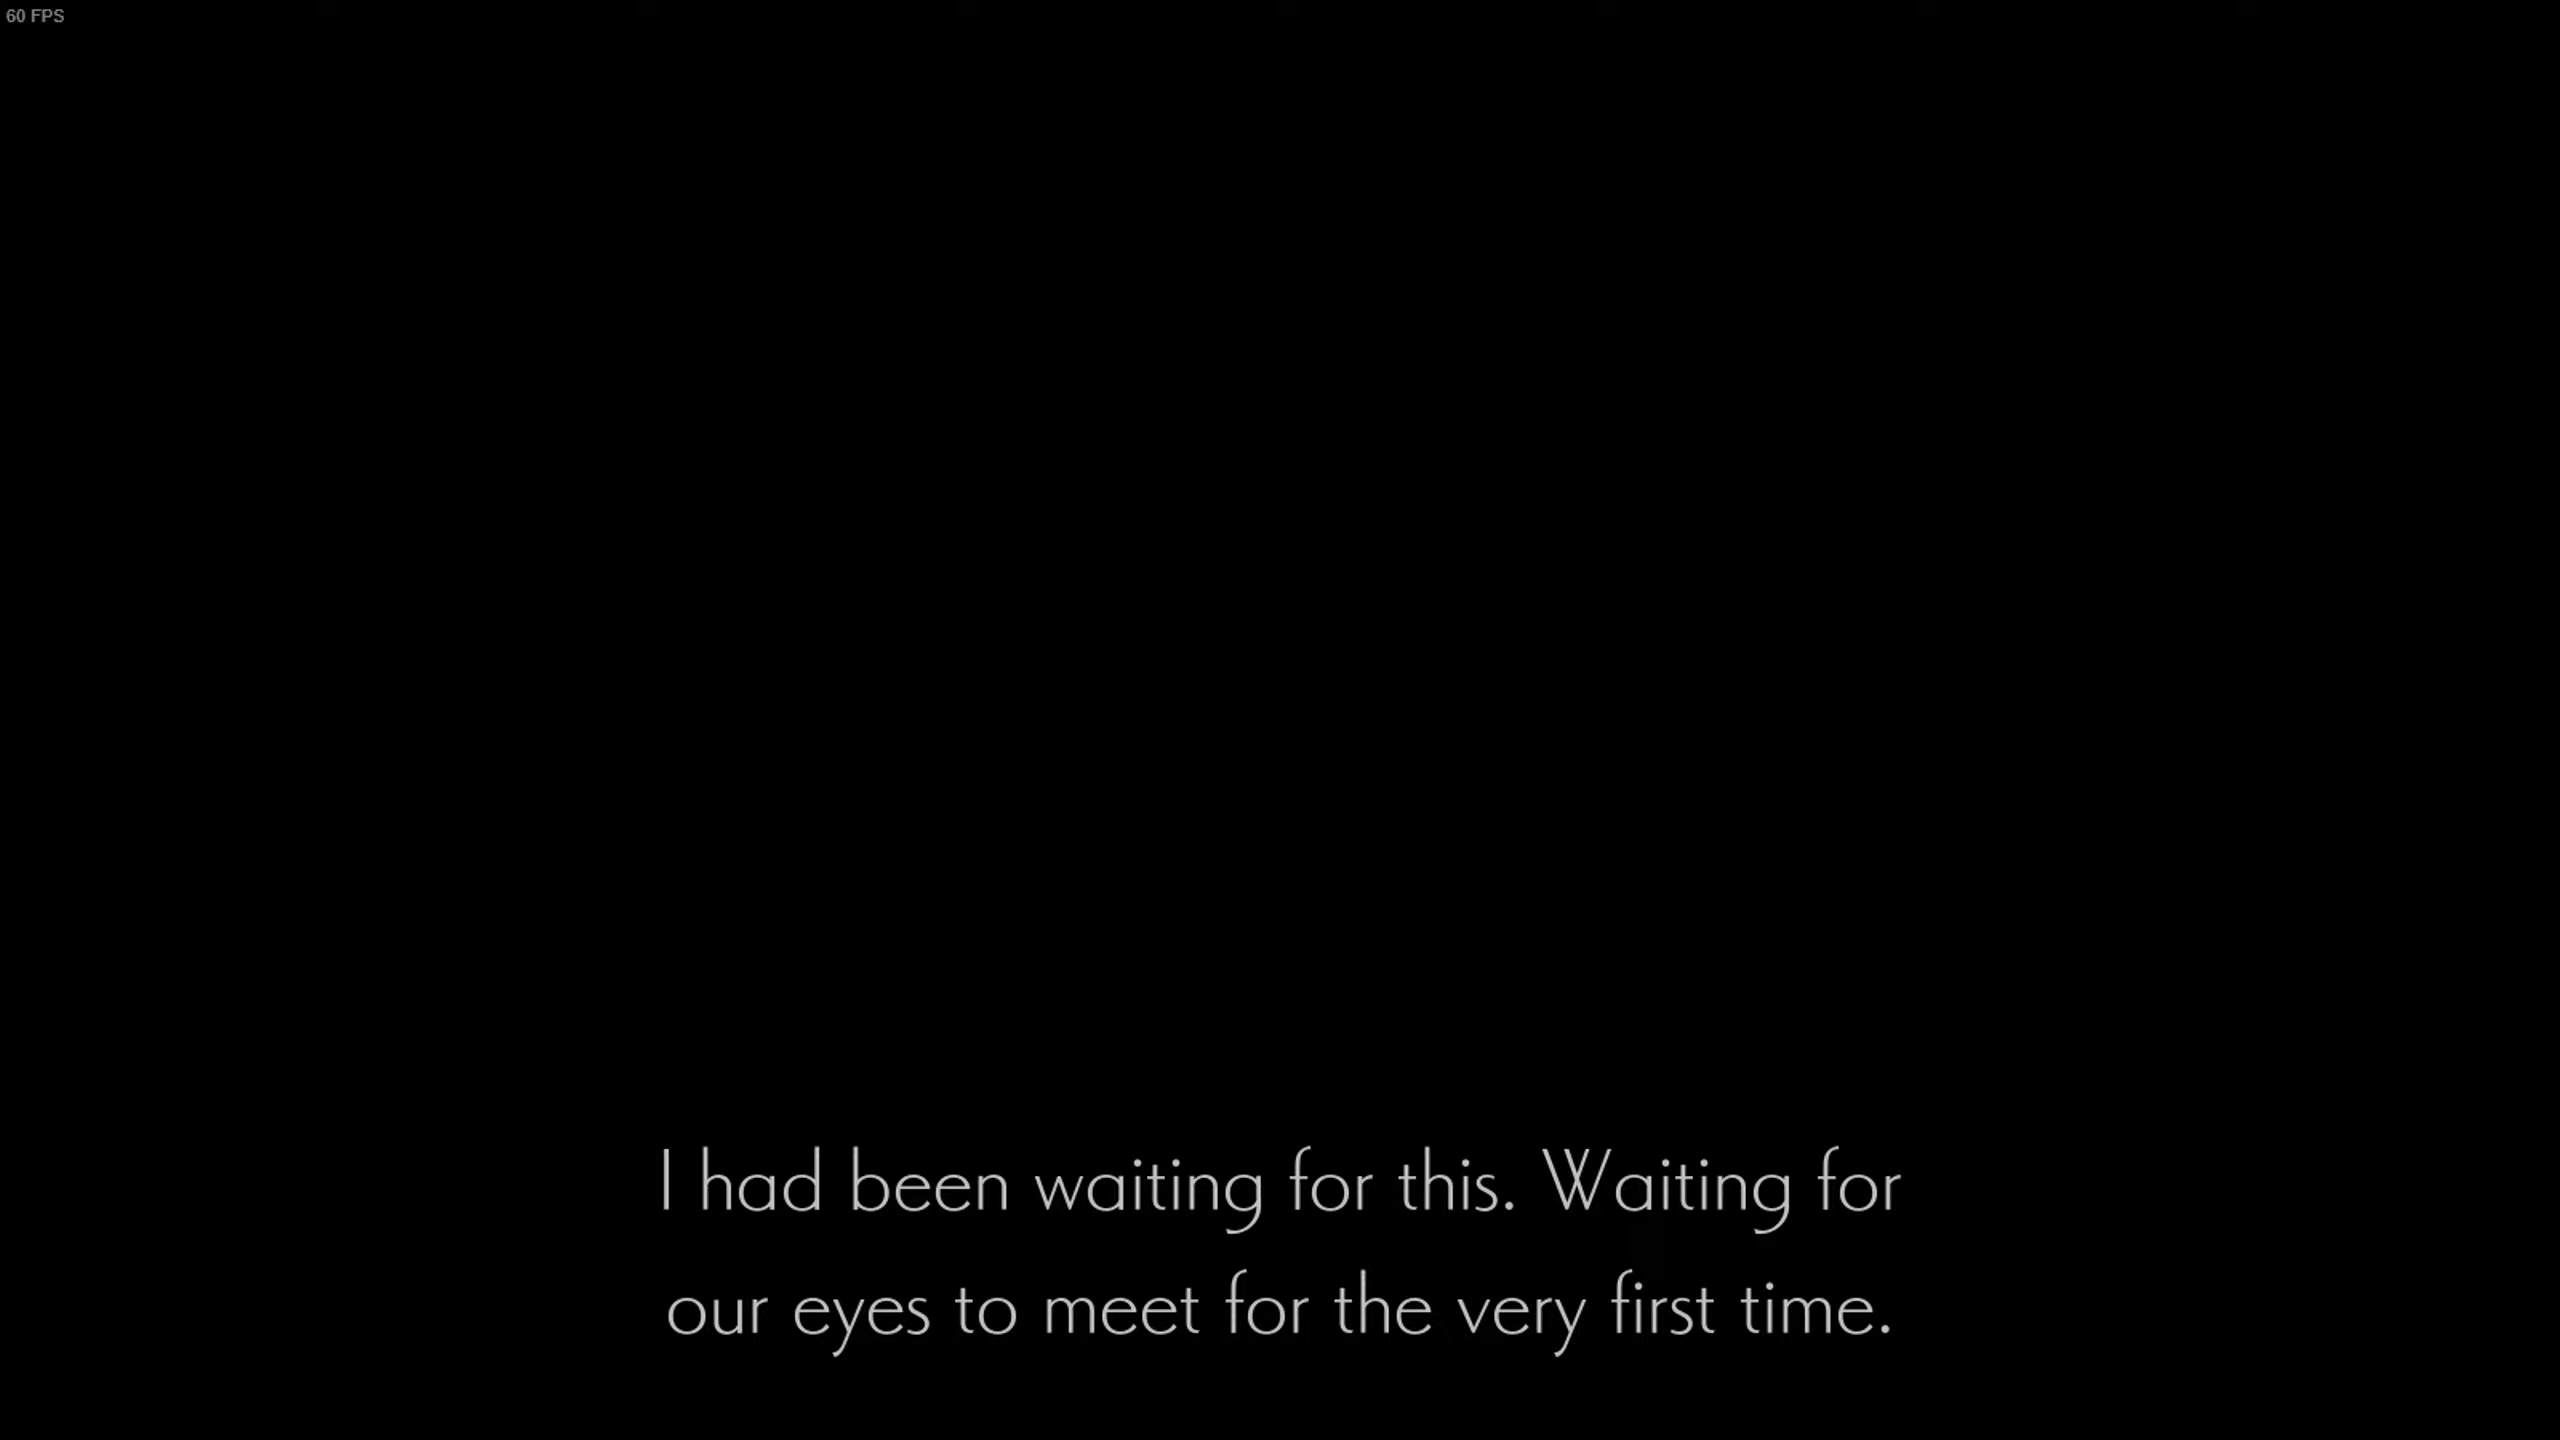 60 FPS
I had been waiting for this. Waiting for
our eyes to meet for the very first time.